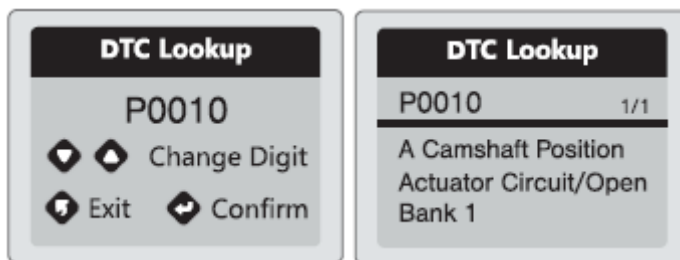 DTC Lookup
P0010
Change Digit
Exit Confirm
DTC Lookup
P0010 1/1
A Camshaft Position
Actuator Circuit/Open
Bank 1